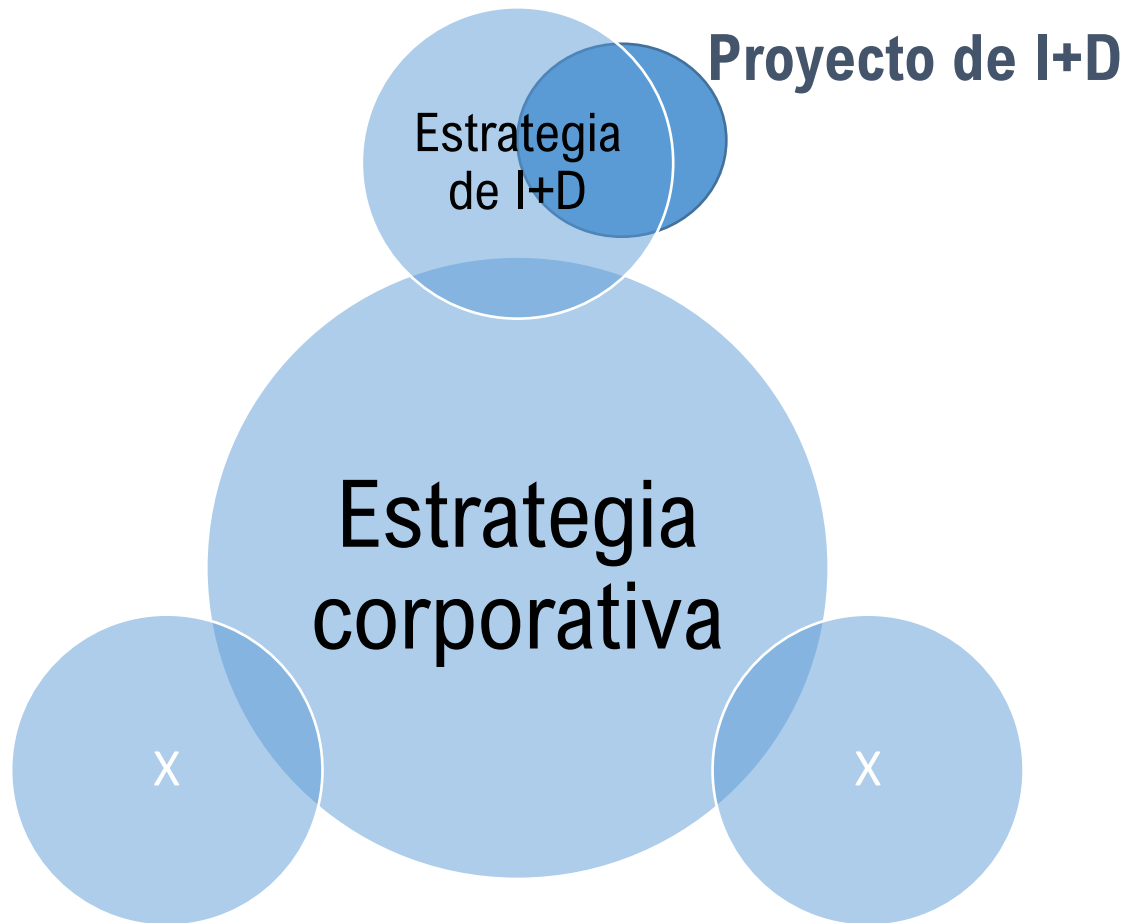 Proyecto de I+D
Estrategia
de I+D
Estrategia
corporativa
X
X